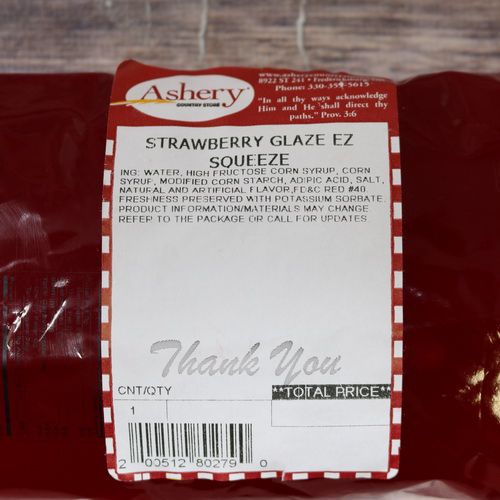 Ashery
COUNTRY STORE
8922 ST 241 • Fredericksburg
Phone: 330-359-5615
"In all thy ways acknowledge
Him and He shall direct thy
paths." Prov. 3:6
STRAWBERRY GLAZE EZ
SQUEEZE
ING: WATER, HIGH FRUCTOSE CORN SYRUP, CORN
SYRUP, MODIFIED CORN STARCH, ADIPIC ACID, SALT,
NATURAL AND ARTIFICIAL FLAVOR,FD&C RED #40.
FRESHNESS PRESERVED WITH POTASSIUM SORBATE.
PRODUCT INFORMATION/MATERIALS MAY CHANGE.
REFER TO THE PACKAGE OR CALL FOR UPDATES.
Thank You
CNT/QTY
**TOTAL PRICE**
1
2 00512 80279 0